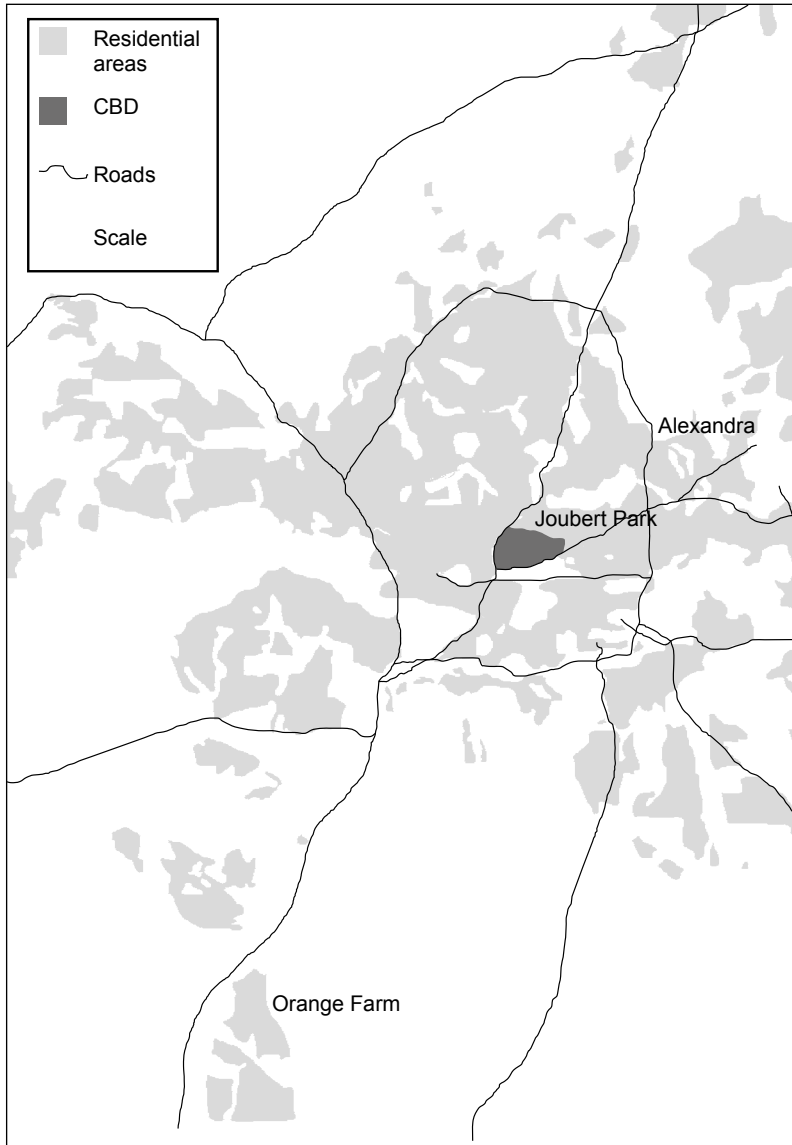 Residential
areas
CBD
Roads
Scale
Alexandra
Joubert Park
Orange Farm